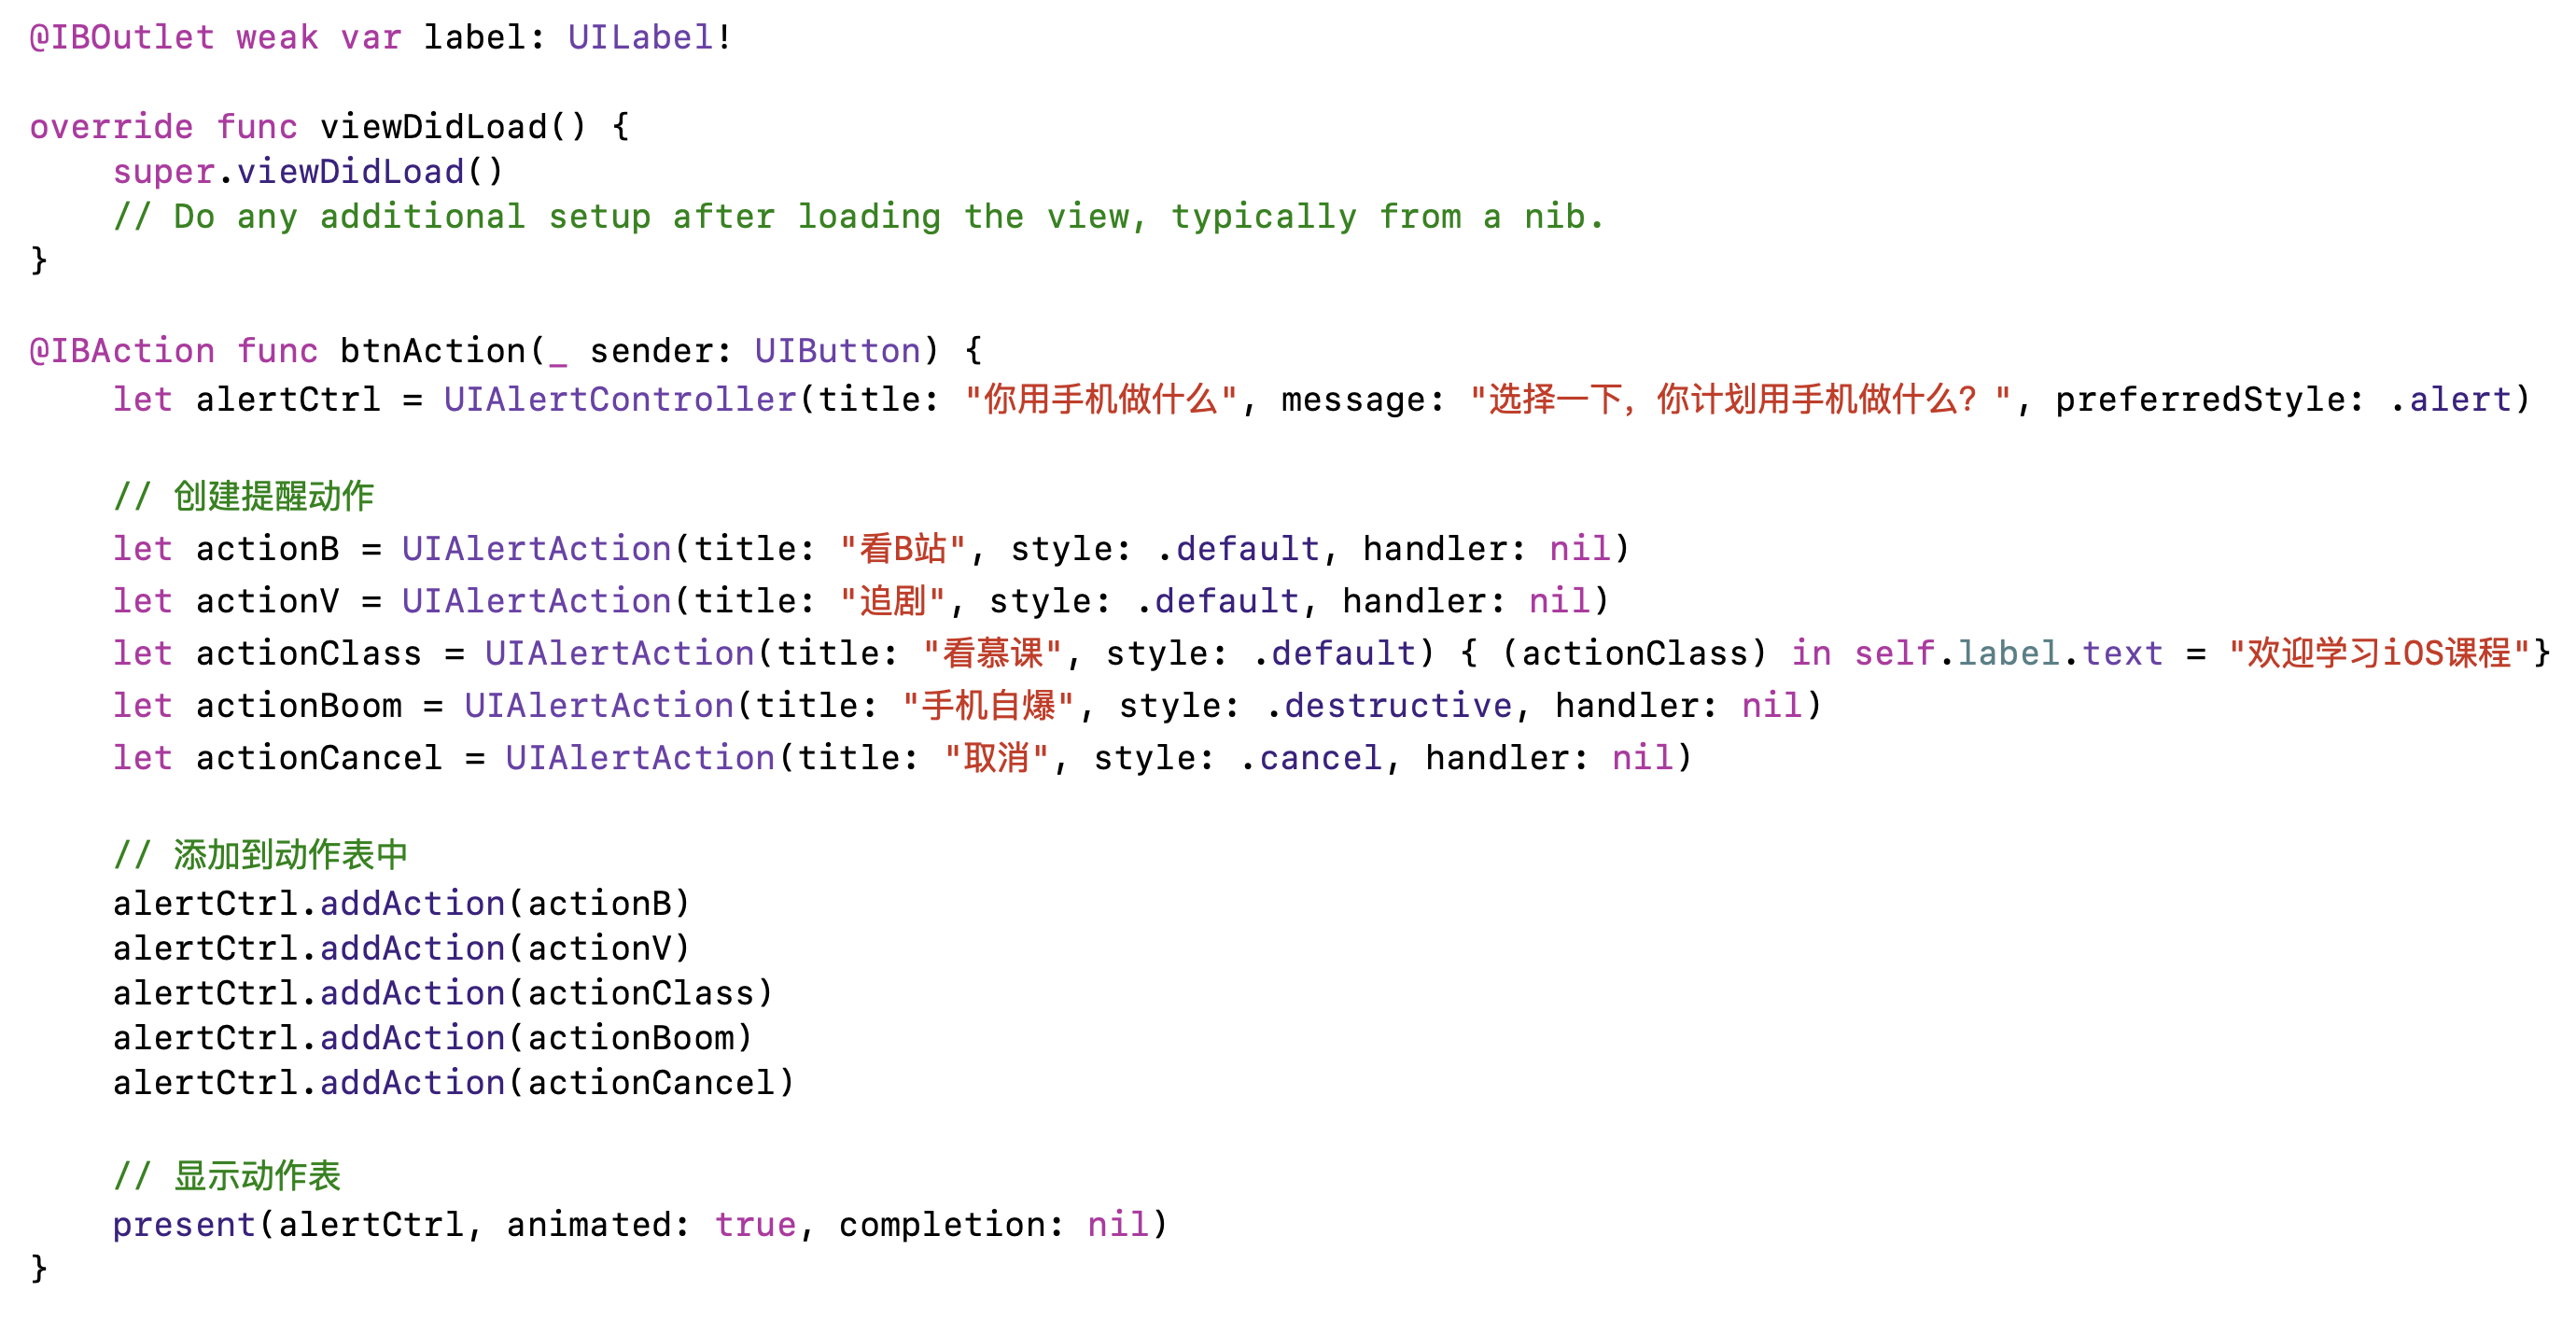 @IBOutlet weak var label: UILabel!
override func viewDidLoad() {
super.viewDidLoad()
// Do any additional setup after loading the view, typically from a nib.
}
@IBAction func btnAction(_ sender: UIButton) {
let alertCtrl = UIAlertController(title: "你用手机做什么", message: "选择一下，你计划用手机做什么？", preferredStyle: .alert)
// 创建提醒动作
let actionB = UIAlertAction(title: "看B站", style: .default, handler: nil)
let actionV = UIAlertAction(title: "追剧", style: .default, handler: nil)
let actionClass = UIAlertAction(title: "看慕课", style: .default) { (actionClass) in self.label.text = "欢迎学习iOS课程"}
let actionBoom = UIAlertAction(title: "手机自爆", style: .destructive, handler: nil)
let actionCancel = UIAlertAction(title: "取消", style: .cancel, handler: nil)
// 添加到动作表中
alertCtrl.addAction(actionB)
alertCtrl.addAction(actionV)
alertCtrl.addAction(actionClass)
alertCtrl.addAction(actionBoom)
alertCtrl.addAction(actionCancel)
// 显示动作表
present(alertCtrl, animated: true, completion: nil)
}